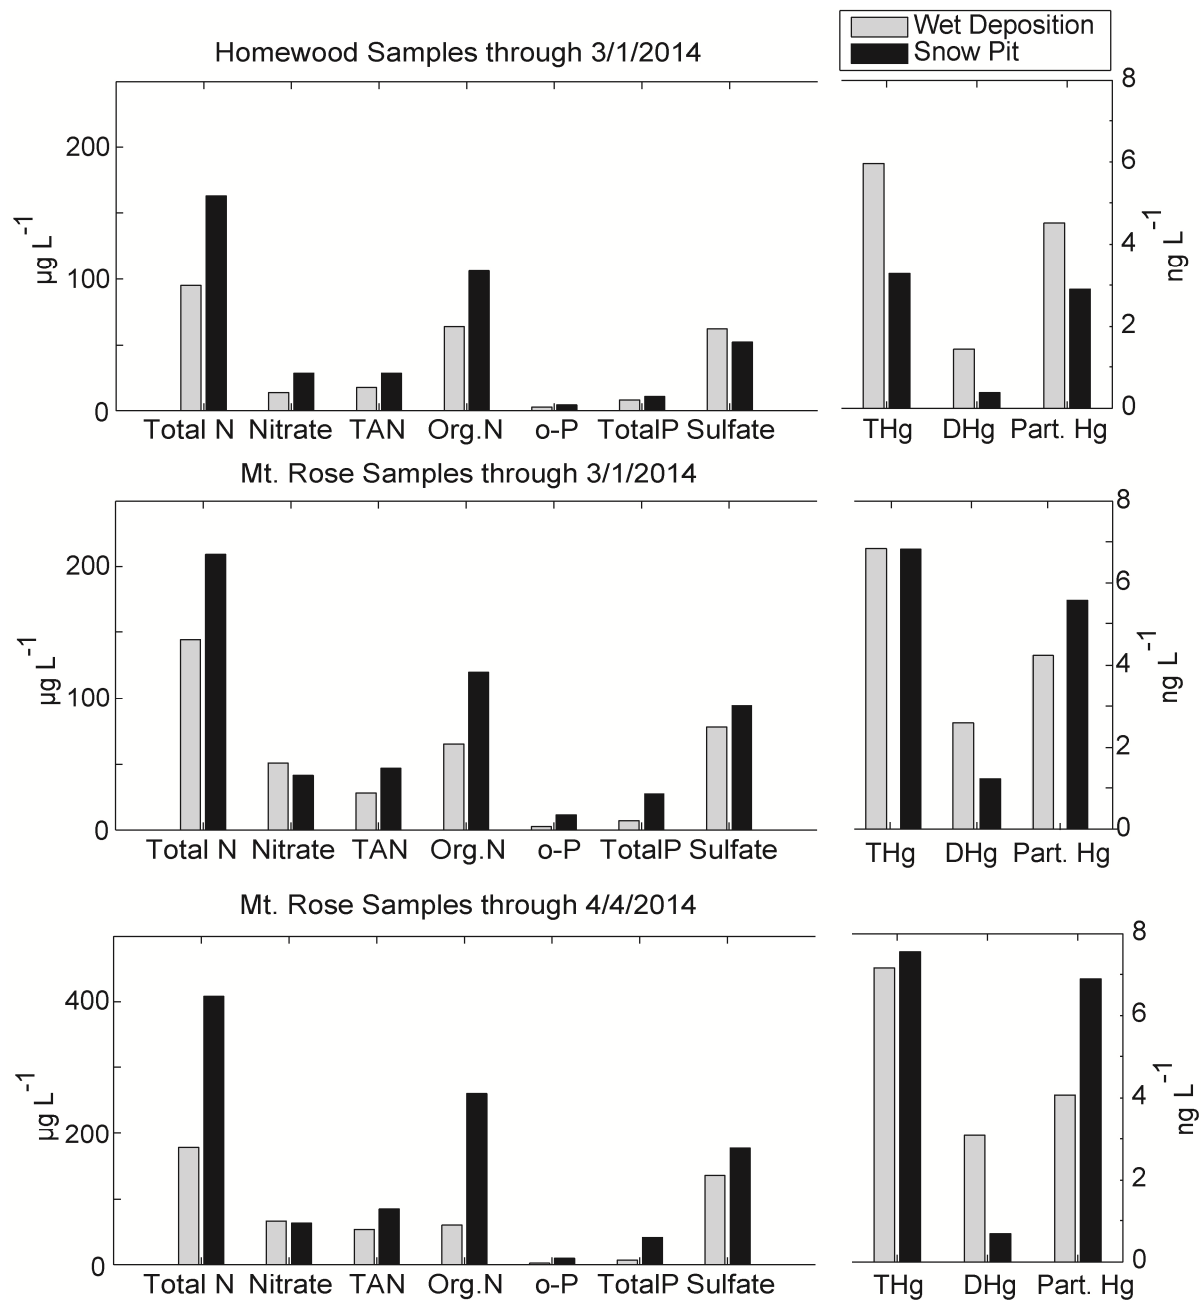 Wet Deposition
Snow Pit
Homewood Samples through 3/1/2014
200
100
0
µg L-1
Total N Nitrate TAN Org.N o-P TotalP Sulfate
8
6
4
2
0
ng L-1
THg DHg Part. Hg
Mt. Rose Samples through 3/1/2014
200
100
0
µg L-1
Total N Nitrate TAN Org.N o-P TotalP Sulfate
8
6
4
2
0
ng L-1
THg DHg Part. Hg
Mt. Rose Samples through 4/4/2014
400
200
0
µg L-1
Total N Nitrate TAN Org.N o-P TotalP Sulfate
8
6
4
2
0
ng L-1
THg DHg Part. Hg